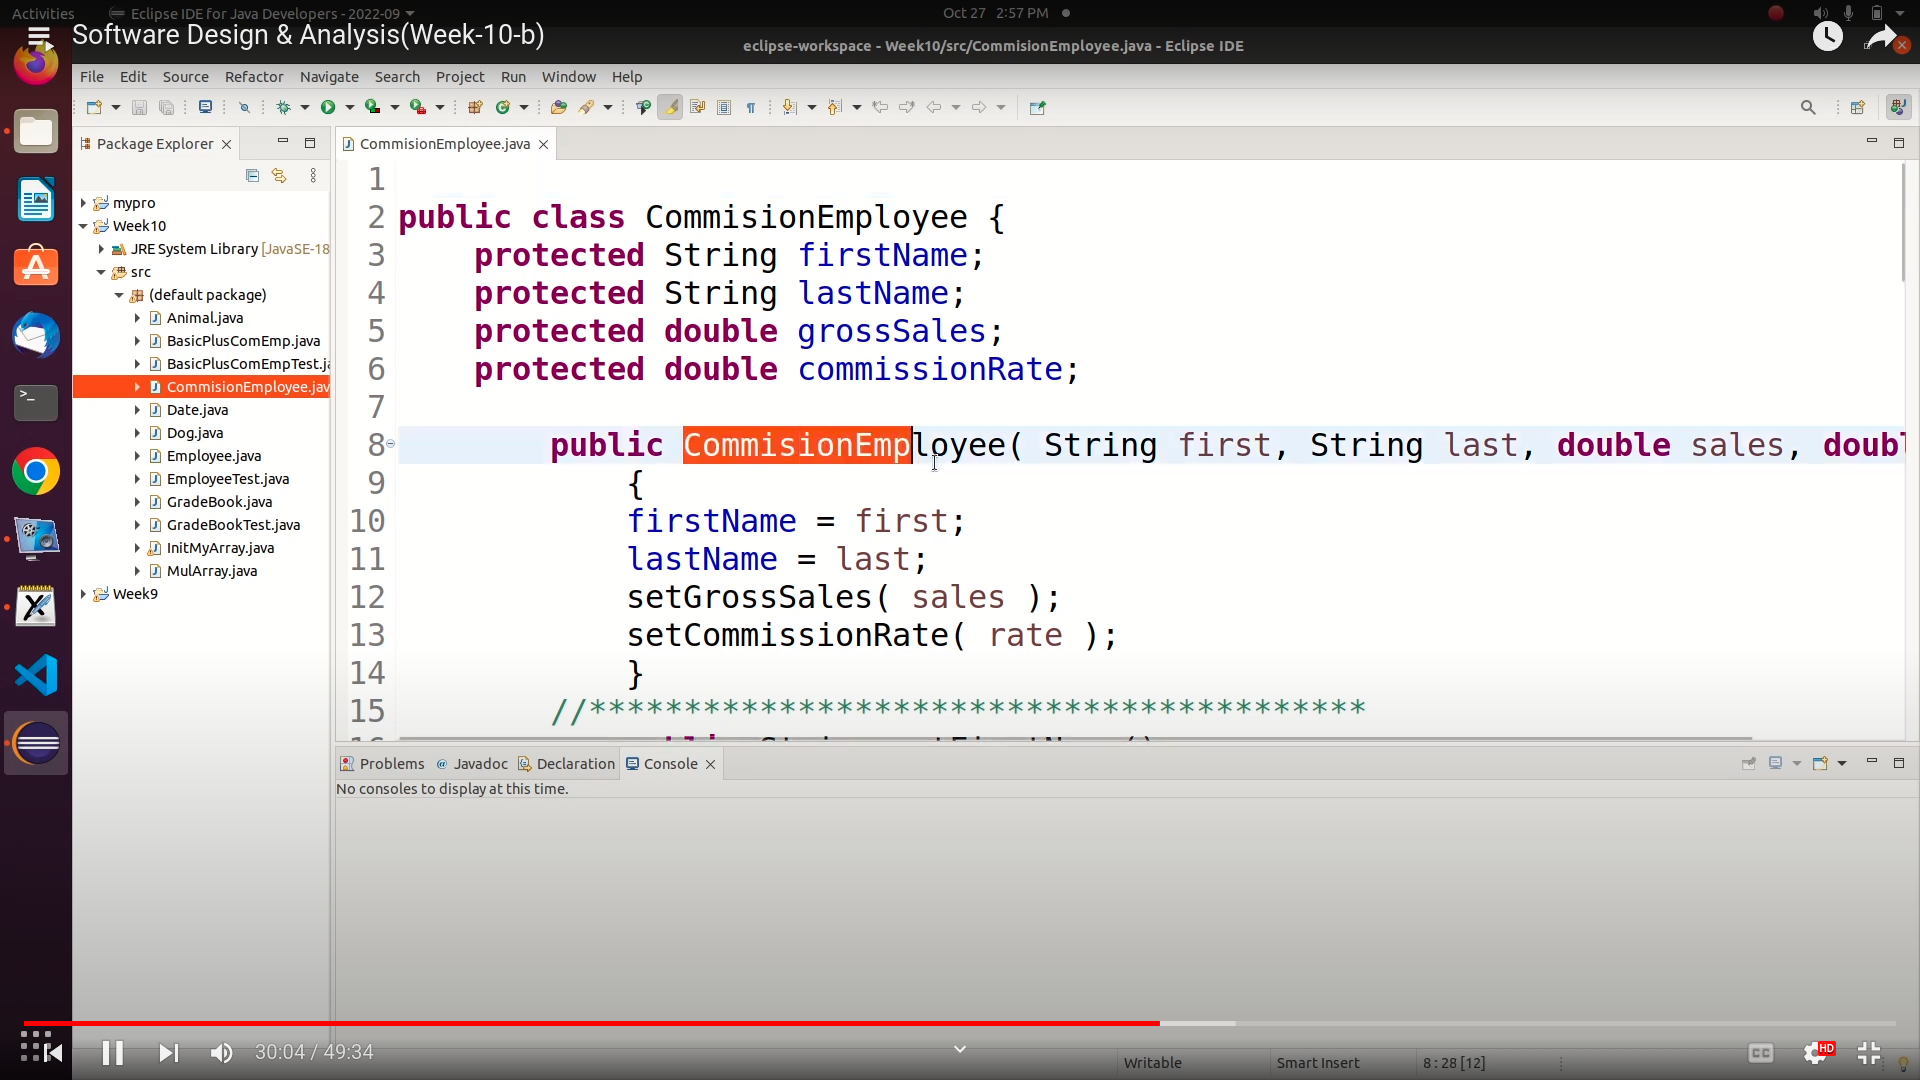 Activities
Eclipse IDE for Java Developers - 2022-09
Oct 27 2:57 PM
Software Design & Analysis(Week-10-b)
eclipse-workspace - Week10/src/CommisionEmployee.java - Eclipse IDE
File Edit Source Refactor Navigate Search Project Run Window Help
Package Explorer
CommisionEmployee.java
mypro
Week10
JRE System Library [JavaSE-18
src
(default package)
Animal.java
BasicPlusComEmp.java
BasicPlusComEmpTest.ja
CommisionEmployee.jav
Date.java
Dog.java
Employee.java
EmployeeTest.java
GradeBook.java
GradeBookTest.java
InitMyArray.java
MulArray.java
Week9
1
2 public class CommisionEmployee {
3 protected String firstName;
4 protected String lastName;
5 protected double grossSales;
6 protected double commissionRate;
7
8 public CommisionEmployee( String first, String last, double sales, doubl
9 {
10 firstName = first;
11 lastName = last;
12 setGrossSales( sales );
13 setCommissionRate( rate );
14 }
15 //*****************************************
Problems Javadoc Declaration Console
No consoles to display at this time.
30:04 / 49:34
CC
HD
Writable Smart Insert 8 : 28 [12]